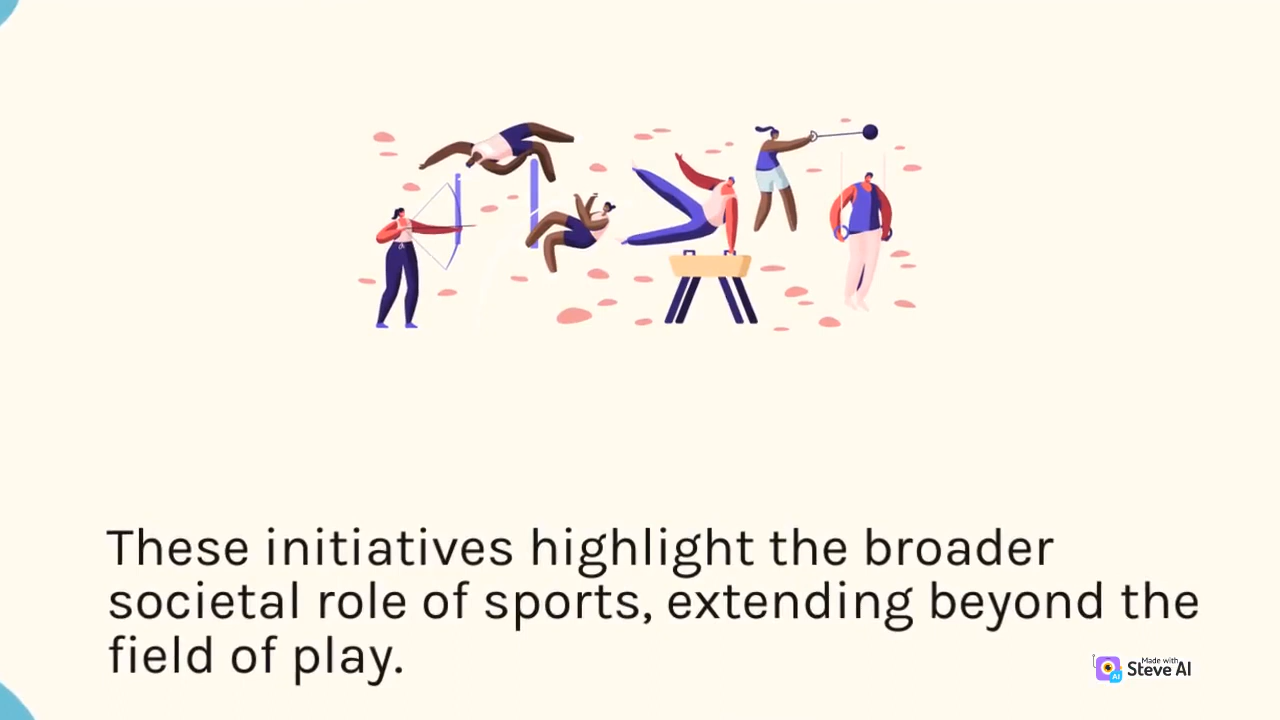 These initiatives highlight the broader
societal role of sports, extending beyond the
field of play.
Made with
Steve AI
AI